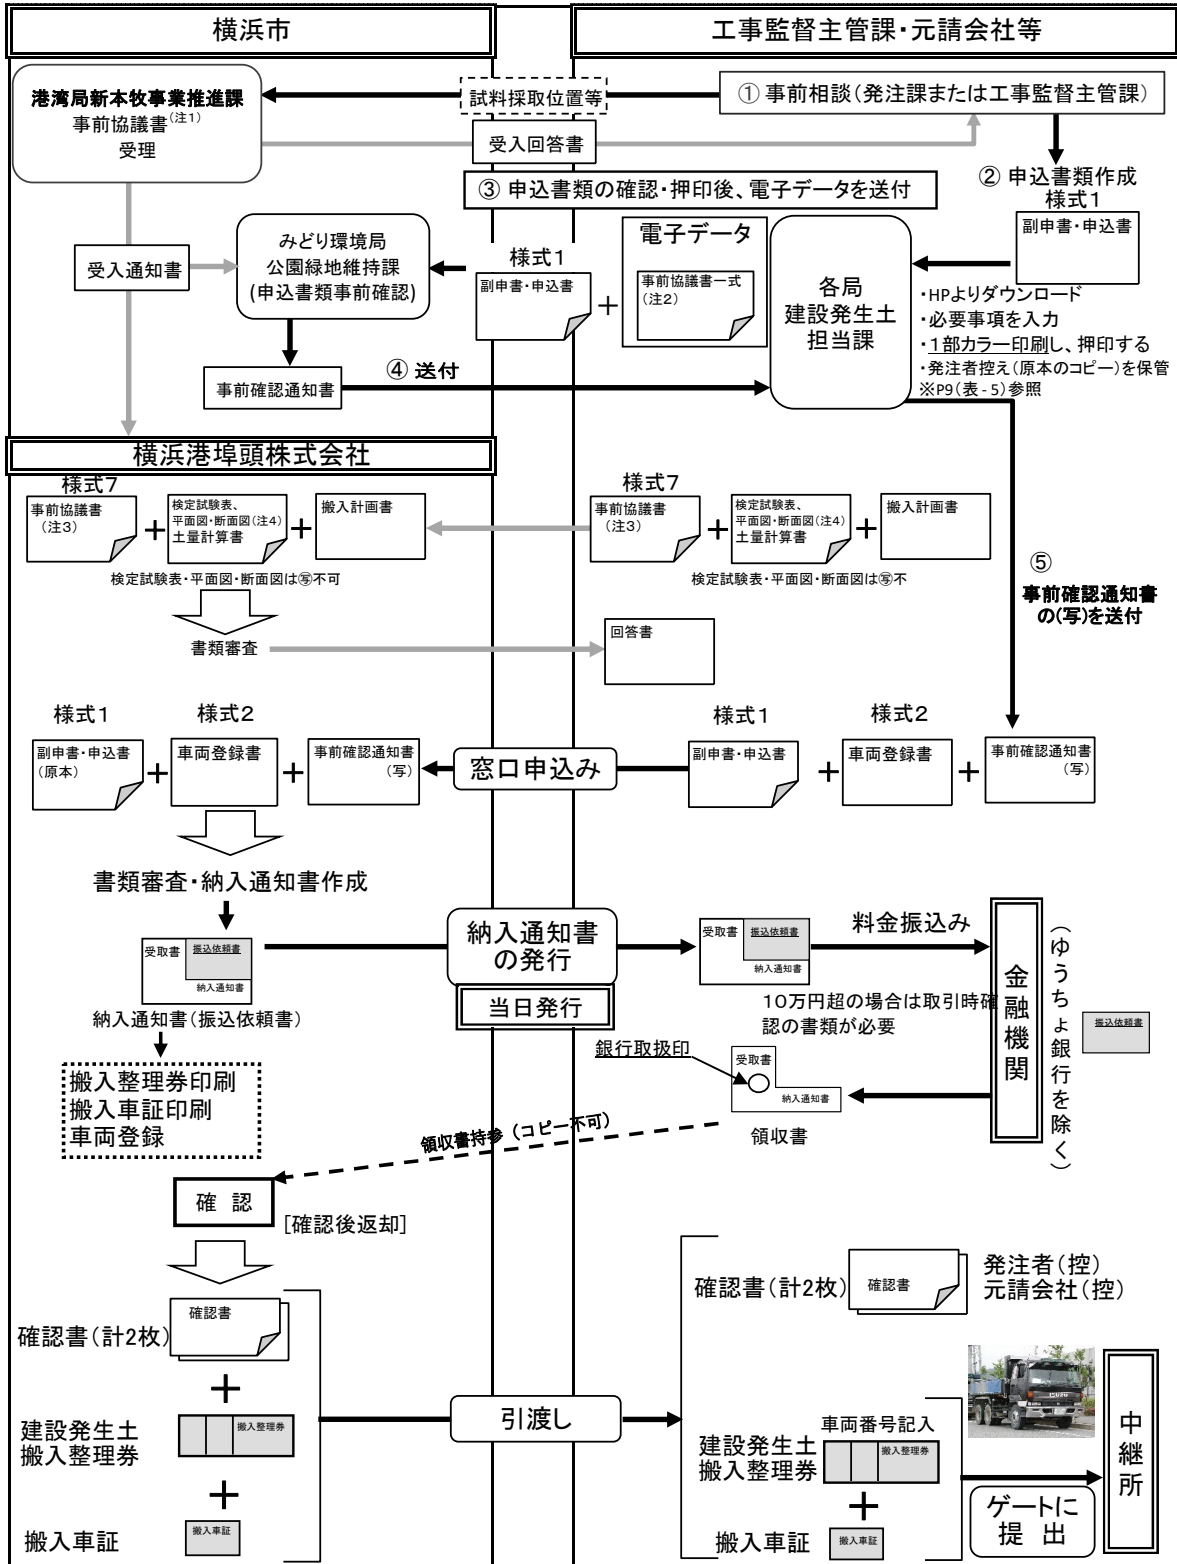 横浜市
工事監督主管課・元請会社等
港湾局新本牧事業推進課
事前協議書(注1)
受理
試料採取位置等
① 事前相談(発注課または工事監督主管課)
受入回答書
② 申込書類作成
様式1
副申書・申込書
③ 申込書類の確認・押印後、電子データを送付
受入通知書
みどり環境局
公園緑地維持課
(申込書類事前確認)
様式1
副申書・申込書
+
電子データ
事前協議書一式
(注2)
各局
建設発生土
担当課
・HPよりダウンロード
・必要事項を入力
・1部カラー印刷し、押印する
・発注者控え(原本のコピー)を保管
※P9(表-5)参照
事前確認通知書
④ 送付
横浜港埠頭株式会社
様式7
事前協議書
(注3)
+
検定試験表、
平面図・断面図(注4)
土量計算書
+
搬入計画書
検定試験表・平面図・断面図は㊢不可
様式7
事前協議書
(注3)
+
検定試験表、
平面図・断面図(注4)
土量計算書
+
搬入計画書
検定試験表・平面図・断面図は㊢不
⑤
事前確認通知書
の(写)を送付
書類審査
回答書
様式1
副申書・申込書
(原本)
+
様式2
車両登録書
+
事前確認通知書
(写)
窓口申込み
様式1
副申書・申込書
+
様式2
車両登録書
+
事前確認通知書
(写)
書類審査・納入通知書作成
受取書
振込依頼書
納入通知書
納入通知書(振込依頼書)
納入通知書
の発行
当日発行
受取書
振込依頼書
納入通知書
料金振込み
10万円超の場合は取引時確
認の書類が必要
金融機関
(ゆうちょ銀行を除く)
振込依頼書
銀行取扱印
受取書
納入通知書
領収書
搬入整理券印刷
搬入車証印刷
車両登録
領収書持参(コピー不可)
確 認
[確認後返却]
確認書(計2枚)
確認書
+
建設発生土
搬入整理券
搬入整理券
+
搬入車証
搬入車証
引渡し
確認書(計2枚)
確認書
発注者(控)
元請会社(控)
車両番号記入
建設発生土
搬入整理券
搬入整理券
+
搬入車証
搬入車証
ISUZU
ゲートに
提 出
中継所